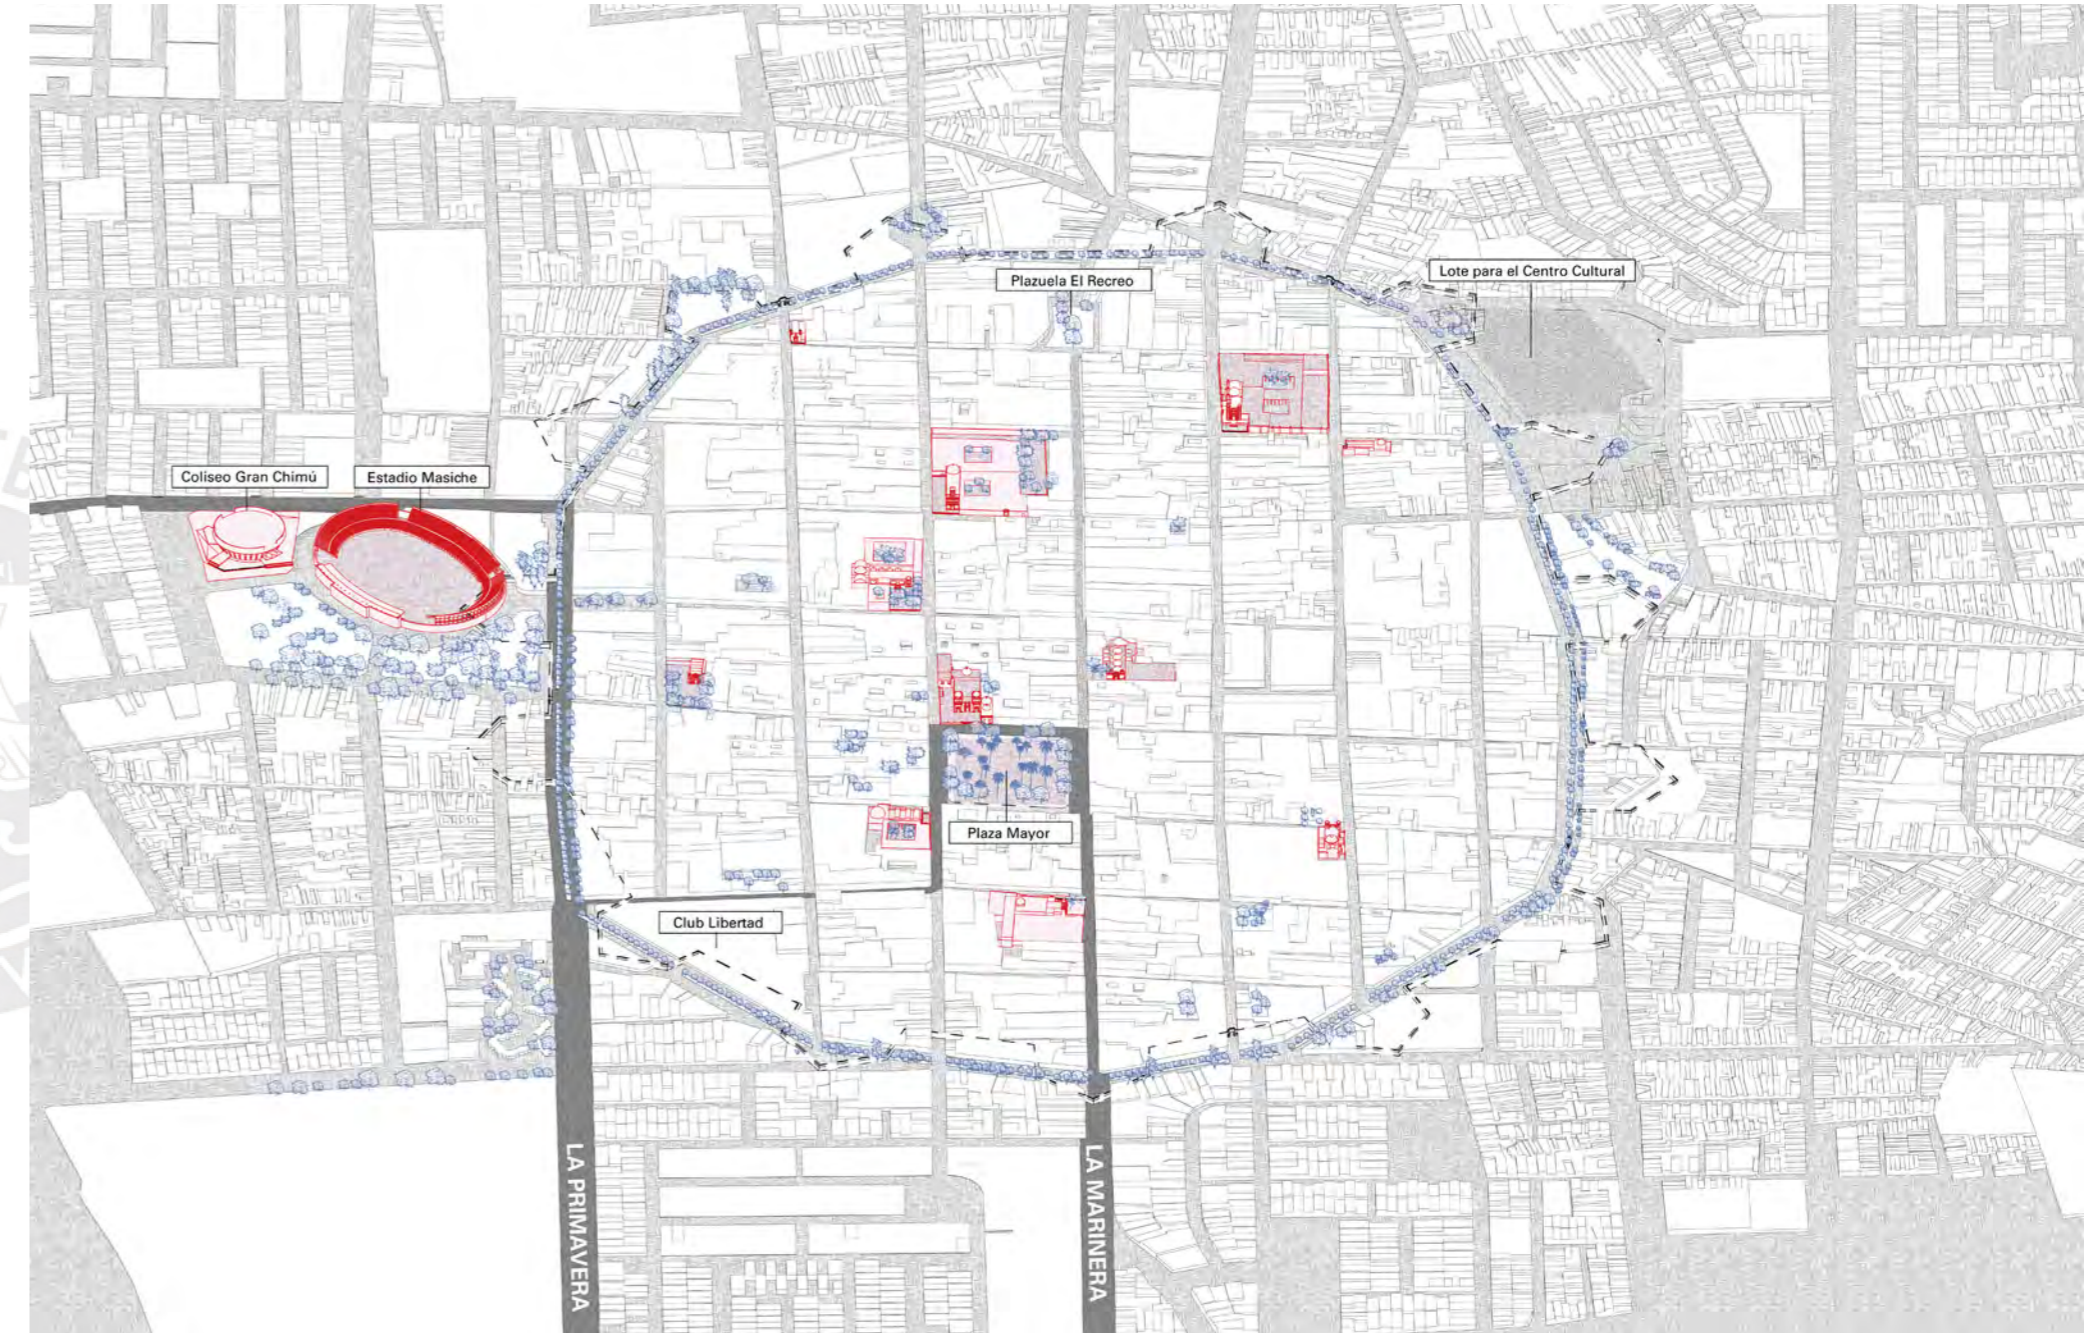 Plazuela El Recreo
Lote para el Centro Cultural
Coliseo Gran Chimú
Estadio Masiche
Plaza Mayor
Club Libertad
LA PRIMAVERA
LA MARINERA